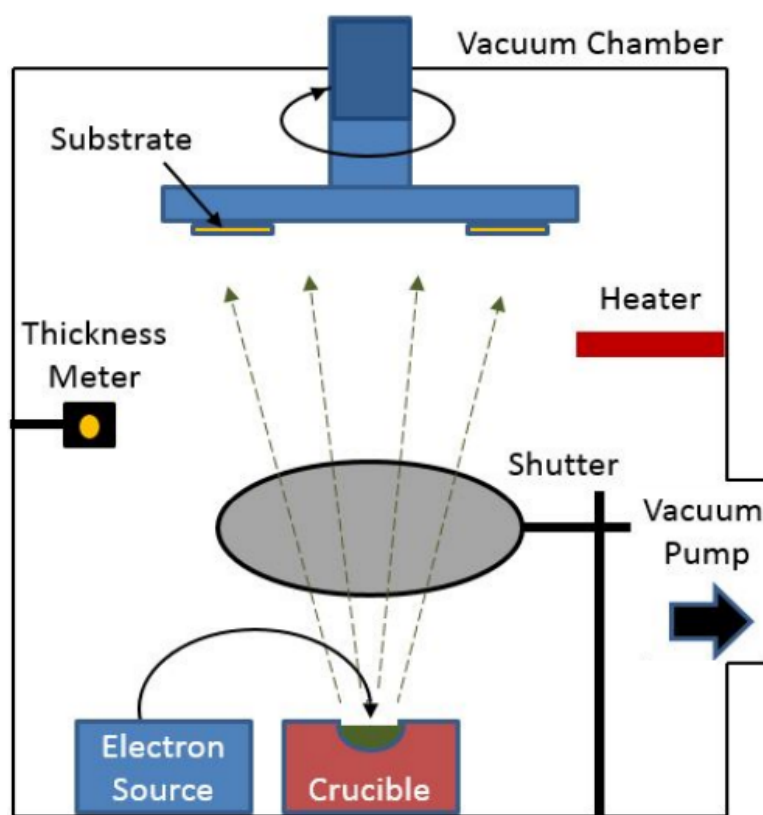 Vacuum Chamber
Substrate
Heater
Thickness
Meter
Shutter
Vacuum
Pump
Electron
Source
Crucible